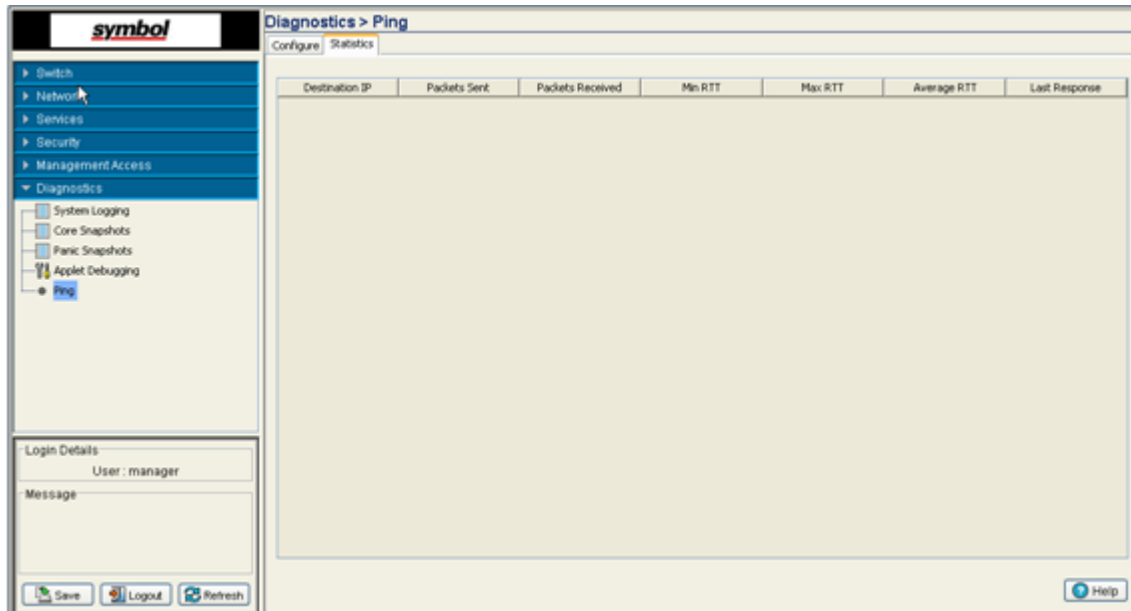 symbol
Diagnostics > Ping
Configure Statistics
Switch
Network
Services
Security
Management Access
Diagnostics
System Logging
Core Snapshots
Panic Snapshots
Applet Debugging
Ping
Destination IP Packets Sent Packets Received Min RTT Max RTT Average RTT Last Response
Login Details
User : manager
Message
Save Logout Refresh
Help